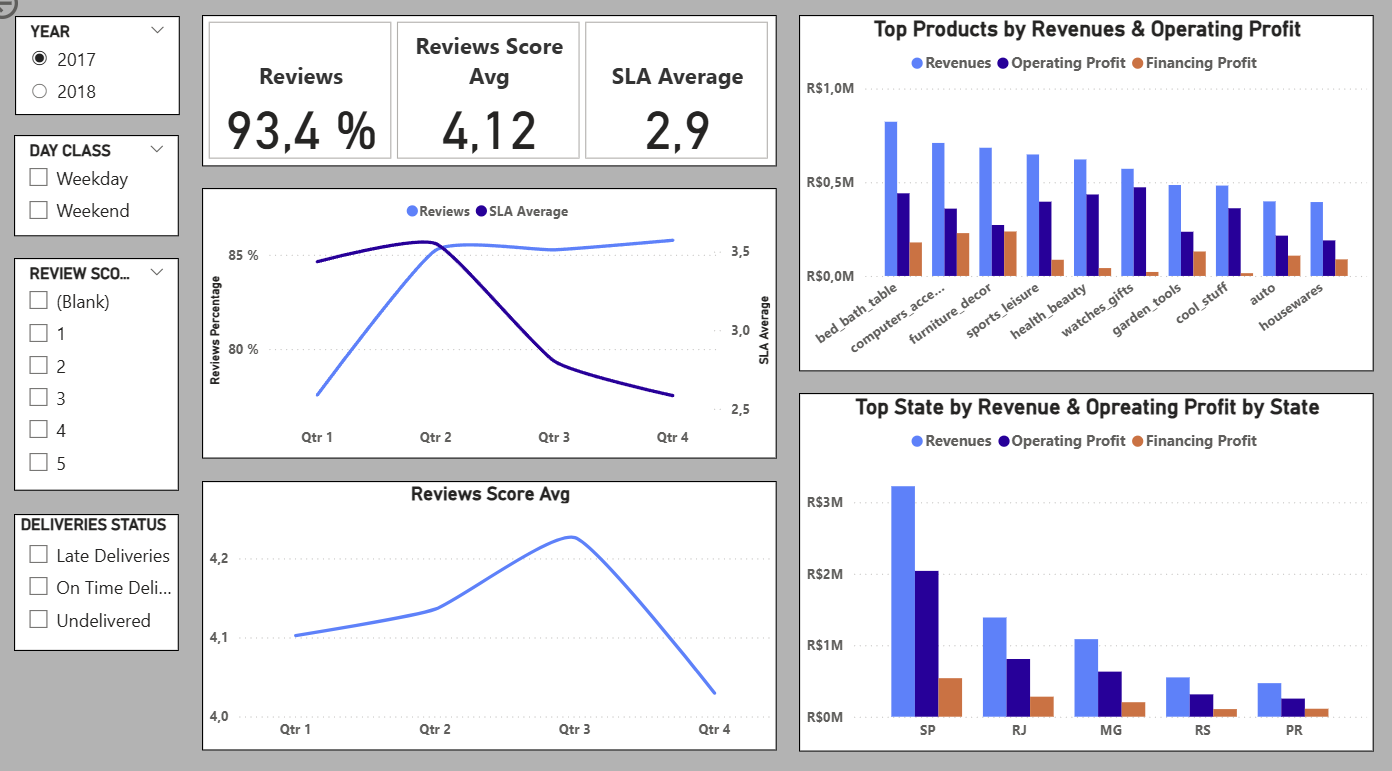 YEAR
2017
2018
DAY CLASS
Weekday
Weekend
REVIEW SCO...
(Blank)
1
2
3
4
5
DELIVERIES STATUS
Late Deliveries
On Time Deli...
Undelivered
Reviews
93,4 %
Reviews Score
Avg
4,12
SLA Average
2,9
Reviews SLA Average
Reviews Percentage
85 %
80 %
3,5
3,0
2,5
SLA Average
Qtr 1 Qtr 2 Qtr 3 Qtr 4
Reviews Score Avg
4,2
4,1
4,0
Qtr 1 Qtr 2 Qtr 3 Qtr 4
Top Products by Revenues & Operating Profit
Revenues Operating Profit Financing Profit
R$1,0M
R$0,5M
R$0,0M
bed_bath_table
computers_acce...
furniture_decor
sports_leisure
health_beauty
watches_gifts
garden_tools
cool_stuff
auto
housewares
Top State by Revenue & Opreating Profit by State
Revenues Operating Profit Financing Profit
R$3M
R$2M
R$1M
R$0M
SP RJ MG RS PR